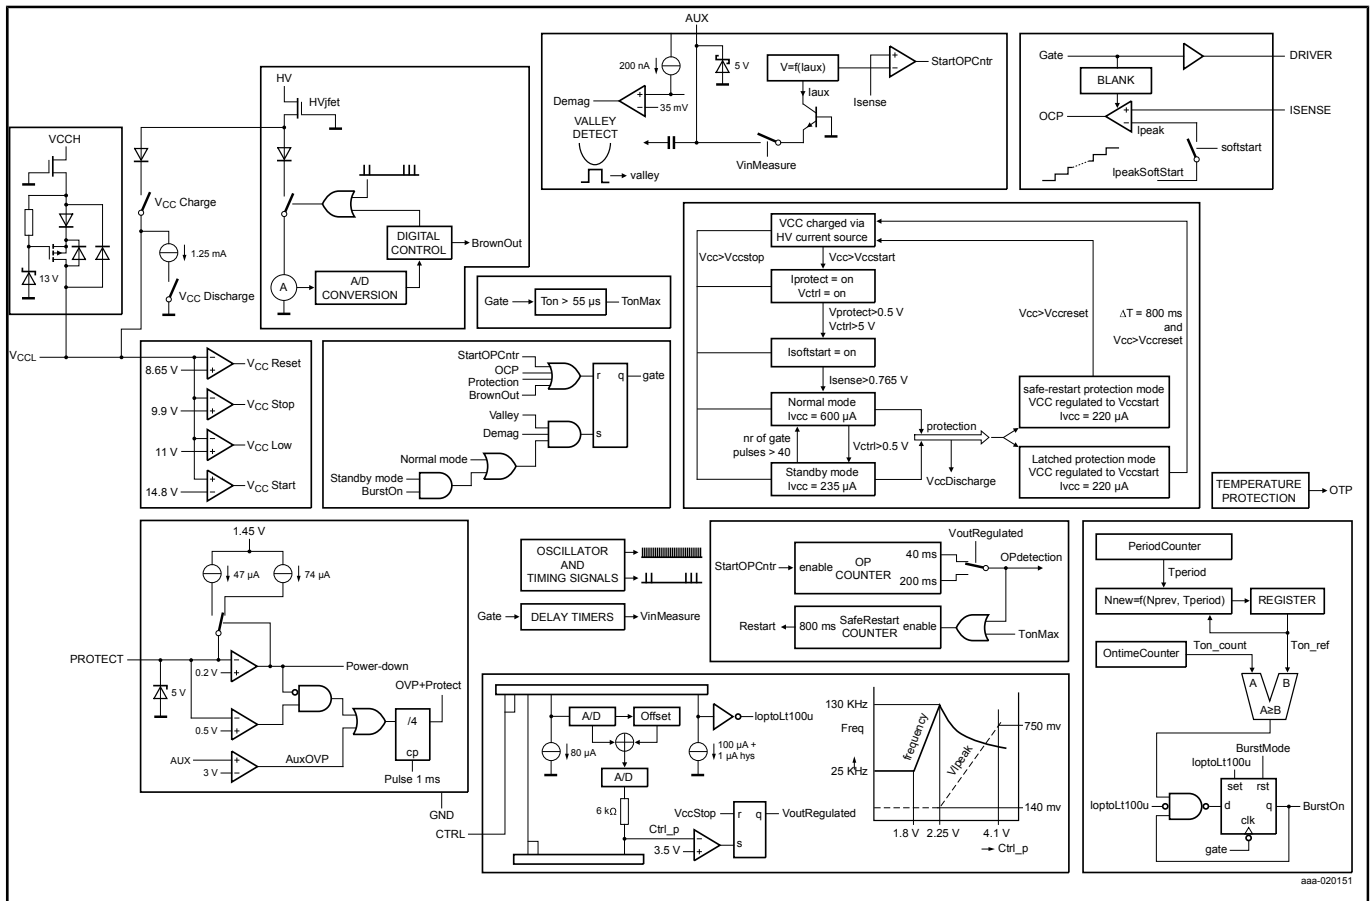 AUX
HV
HVjfet
VCCH
13 V
VCC Charge
1.25 mA
VCC Discharge
A
A/D
CONVERSION
DIGITAL
CONTROL
BrownOut
200 nA
5 V
Demag
35 mV
VALLEY
DETECT
valley
V=f(Iaux)
Iaux
VinMeasure
Isense
StartOPCntr
Gate
DRIVER
BLANK
OCP
ISENSE
Ipeak
softstart
IpeakSoftStart
Gate
Ton > 55 µs
TonMax
VCC charged via
HV current source
Vcc>Vccstop
Vcc>Vccstart
Iprotect = on
Vctrl = on
Vprotect>0.5 V
Vctrl>5 V
Isoftstart = on
Isense>0.765 V
Normal mode
Ivcc = 600 µA
nr of gate
pulses > 40
Vctrl>0.5 V
Standby mode
Ivcc = 235 µA
protection
VccDischarge
Vcc>Vccreset
ΔT = 800 ms
and
Vcc>Vccreset
safe-restart protection mode
VCC regulated to Vccstart
Ivcc = 220 µA
Latched protection mode
VCC regulated to Vccstart
Ivcc = 220 µA
VCCL
8.65 V
VCC Reset
9.9 V
VCC Stop
11 V
VCC Low
14.8 V
VCC Start
StartOPCntr
OCP
Protection
BrownOut
r
q
gate
Valley
Demag
s
Normal mode
Standby mode
BurstOn
TEMPERATURE
PROTECTION
OTP
1.45 V
47 µA
74 µA
PROTECT
5 V
0.2 V
Power-down
OVP+Protect
0.5 V
/4
cp
AUX
3 V
AuxOVP
Pulse 1 ms
GND
OSCILLATOR
AND
TIMING SIGNALS
Gate
DELAY TIMERS
VinMeasure
VoutRegulated
StartOPCntr
enable
OP
COUNTER
40 ms
200 ms
OPdetection
Restart
800 ms
SafeRestart
COUNTER
enable
TonMax
CTRL
80 µA
A/D
Offset
A/D
6 kΩ
IoptoLt100u
100 µA +
1 µA hys
Ctrl_p
3.5 V
VccStop
r
q
s
VoutRegulated
130 KHz
Freq
25 KHz
frequency
VIpeak
750 mv
140 mv
1.8 V
2.25 V
4.1 V
Ctrl_p
PeriodCounter
Tperiod
Nnew=f(Nprev, Tperiod)
REGISTER
Ton_count
Ton_ref
OntimeCounter
A
B
A≥B
BurstMode
IoptoLt100u
set
rst
IoptoLt100u
d
q
BurstOn
clk
gate
aaa-020151